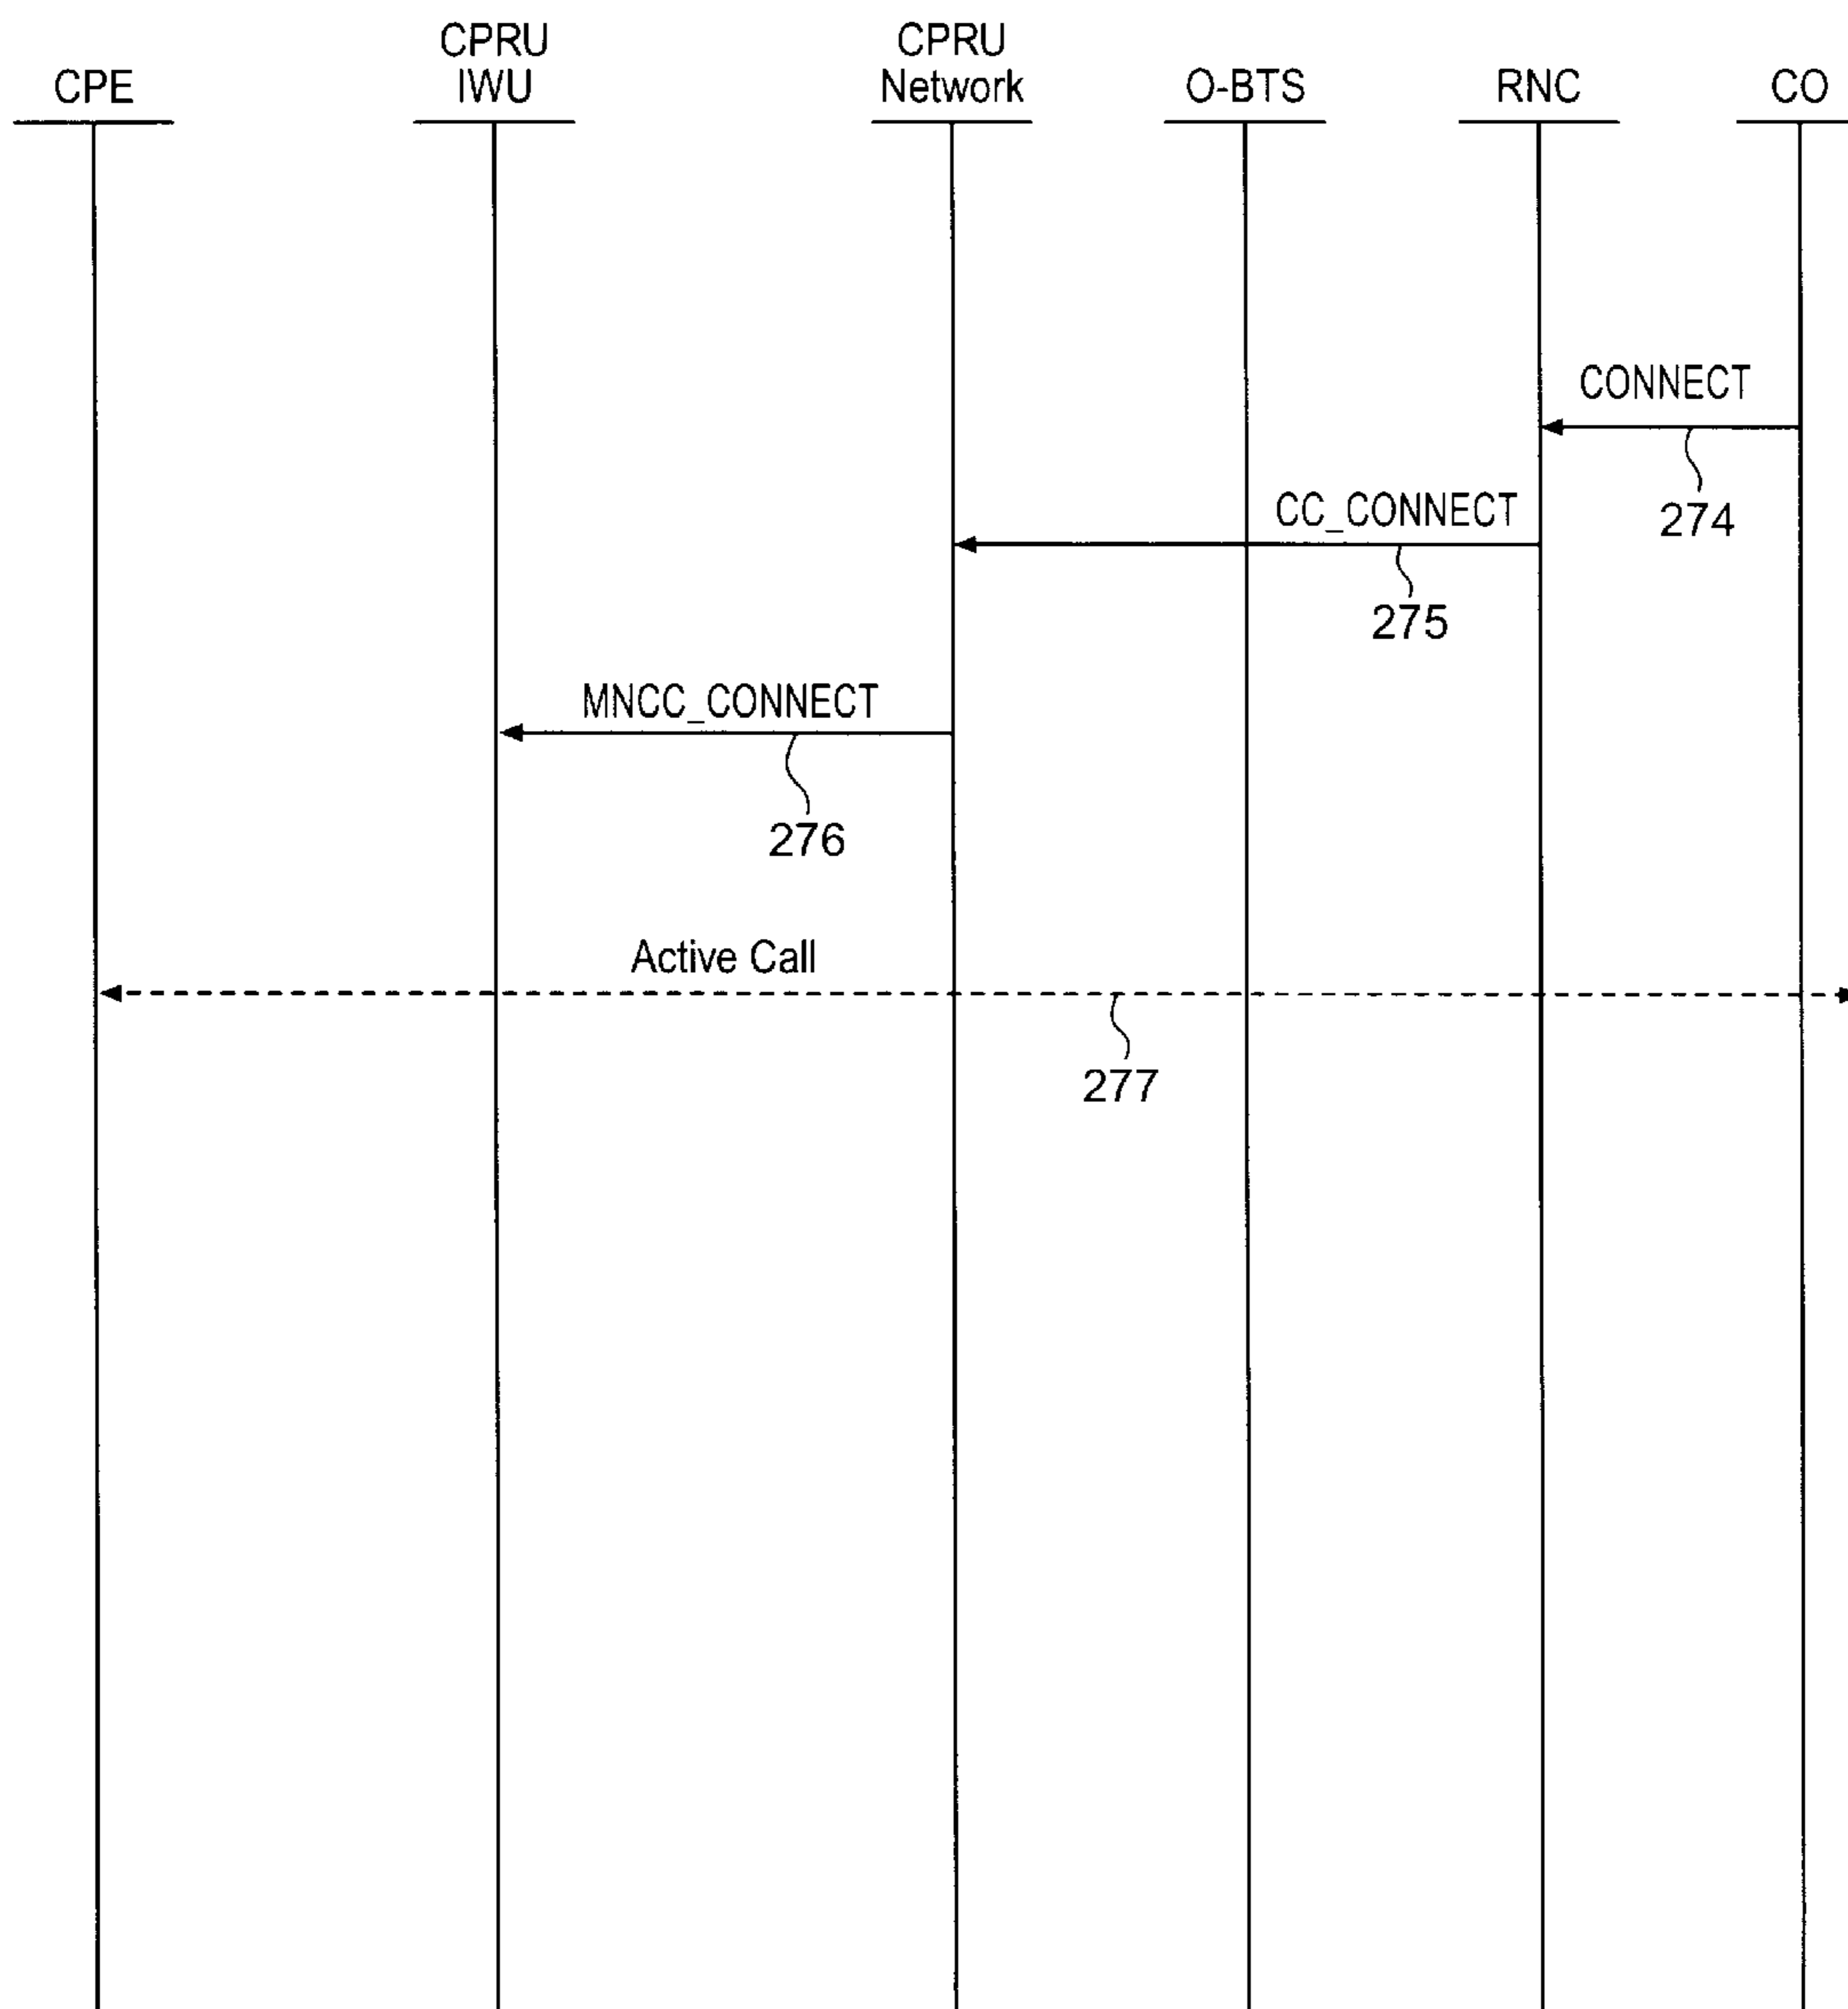 CPE
CPRU
IWU
CPRU
Network
O-BTS
RNC
CO
CONNECT
274
CC_CONNECT
275
MNCC_CONNECT
276
Active Call
277